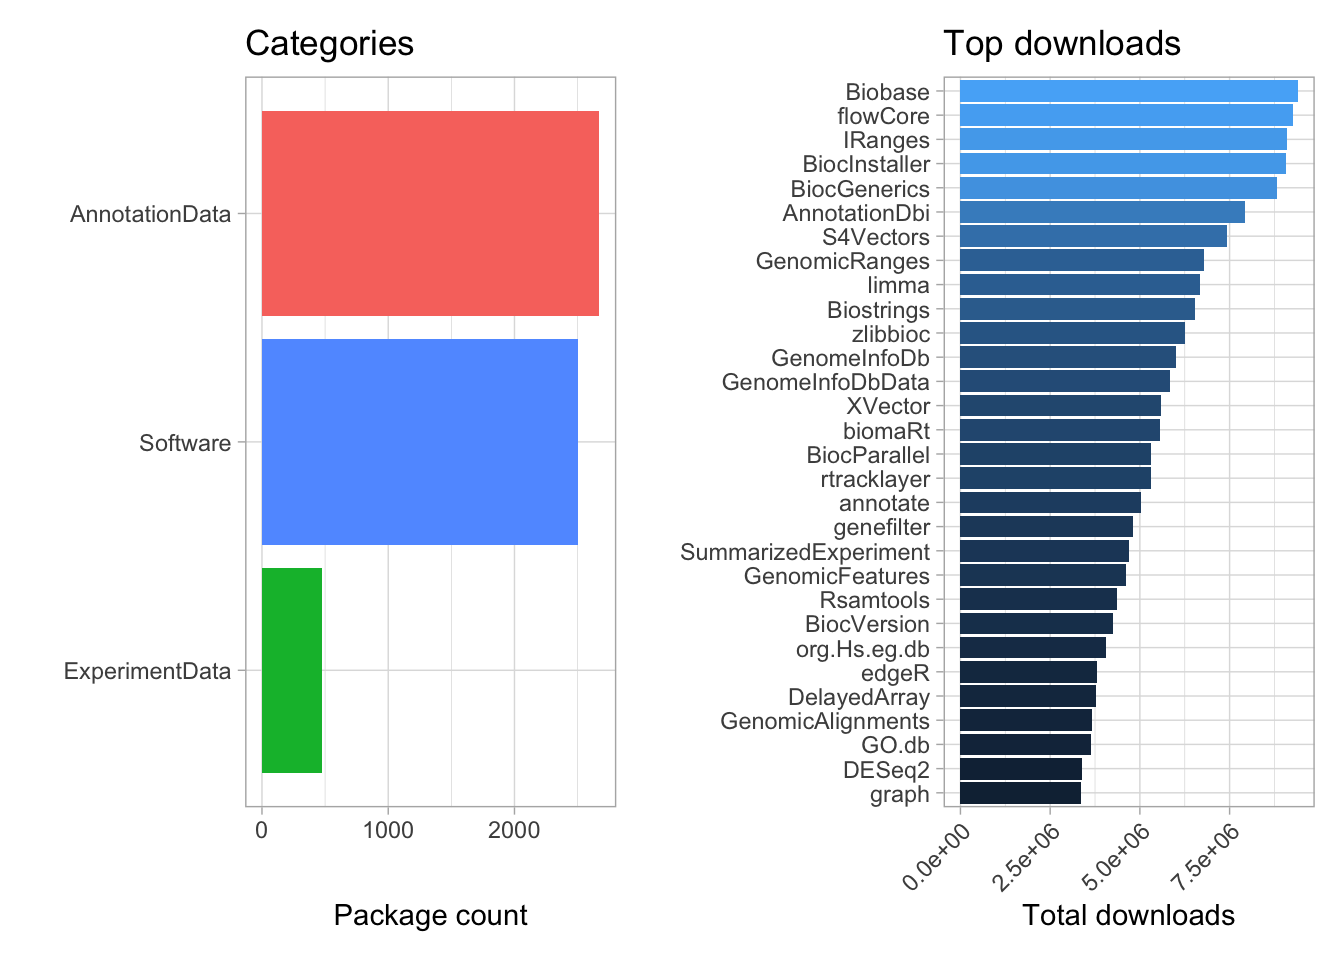 Categories
AnnotationData
Software
ExperimentData
0
1000
2000
Package count
Top downloads
Biobase
flowCore
IRanges
BiocInstaller
BiocGenerics
AnnotationDbi
S4Vectors
GenomicRanges
limma
Biostrings
zlibbioc
GenomeInfoDb
GenomeInfoDbData
XVector
biomaRt
BiocParallel
rtracklayer
annotate
genefilter
SummarizedExperiment
GenomicFeatures
Rsamtools
BiocVersion
org.Hs.eg.db
edgeR
DelayedArray
GenomicAlignments
GO.db
DESeq2
graph
0.0e+00
2.5e+06
5.0e+06
7.5e+06
Total downloads